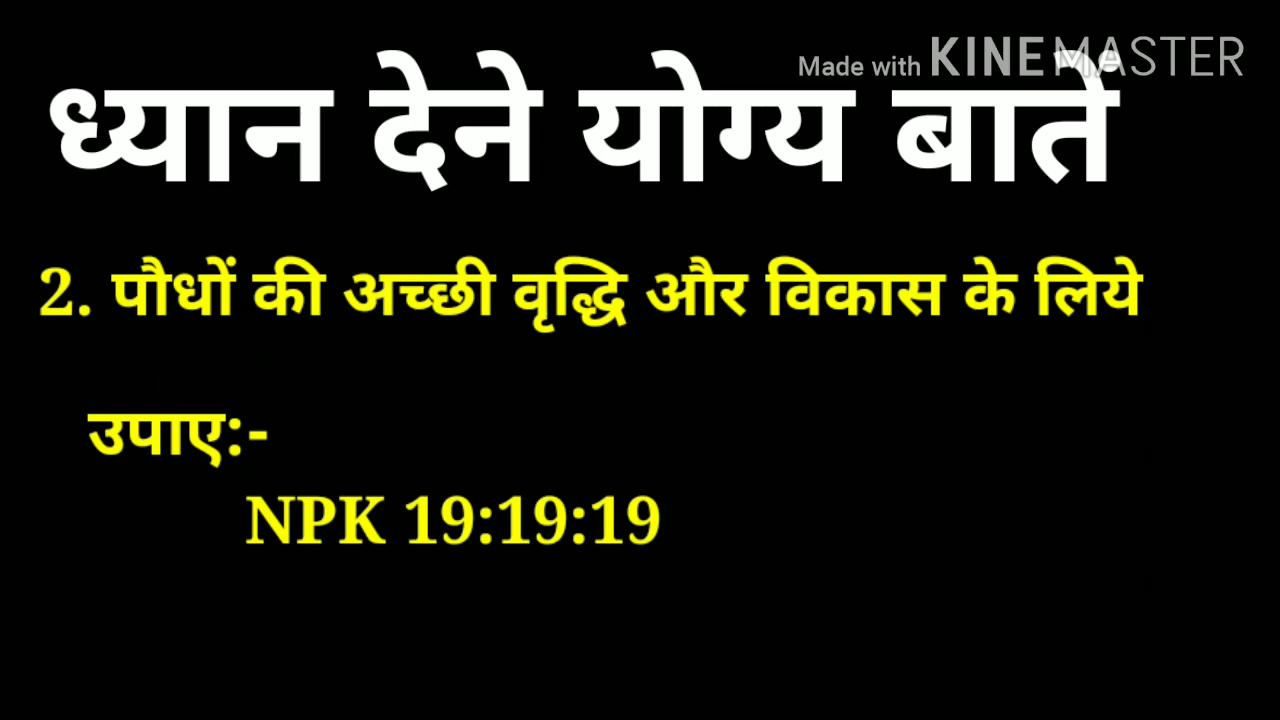 Made with KINEMASTER
ध्यान देने योग्य बातें
2. पौधों की अच्छी वृद्धि और विकास के लिये
उपाए:-
NPK 19:19:19